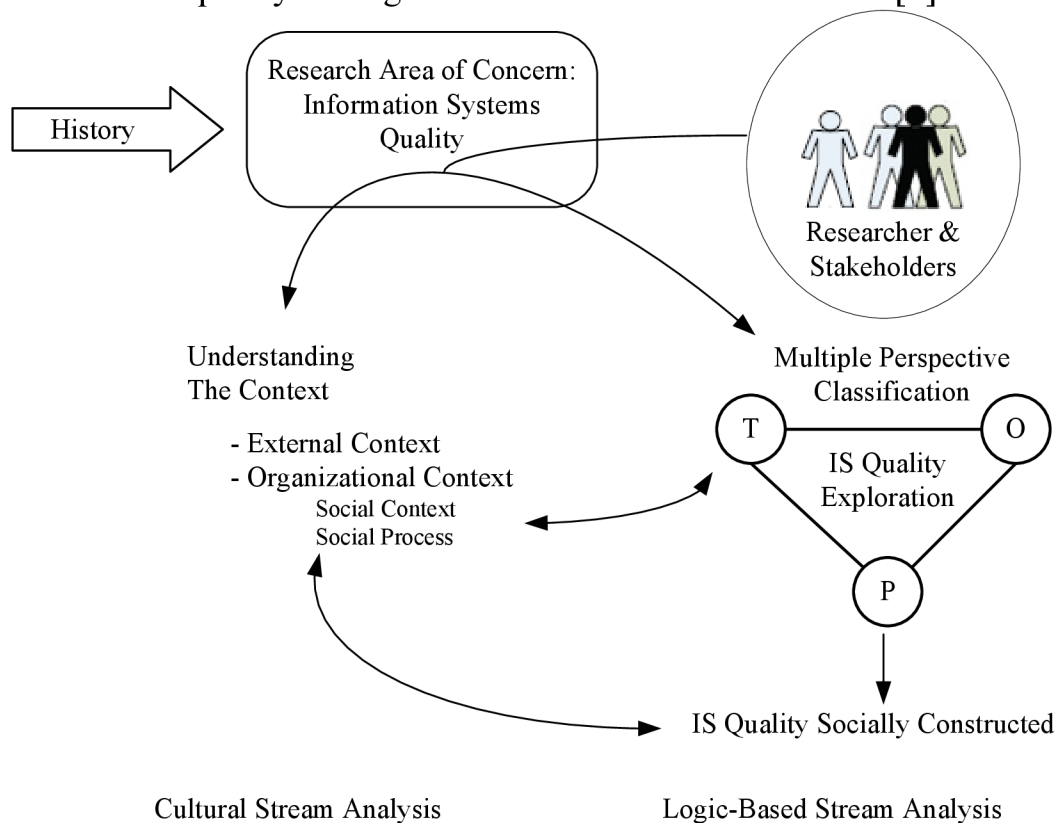 Research Area of Concern:
Information Systems
Quality
History
Researcher &
Stakeholders
Understanding
The Context
- External Context
- Organizational Context
Social Context
Social Process
Multiple Perspective
Classification
T
O
IS Quality
Exploration
P
IS Quality Socially Constructed
Cultural Stream Analysis
Logic-Based Stream Analysis